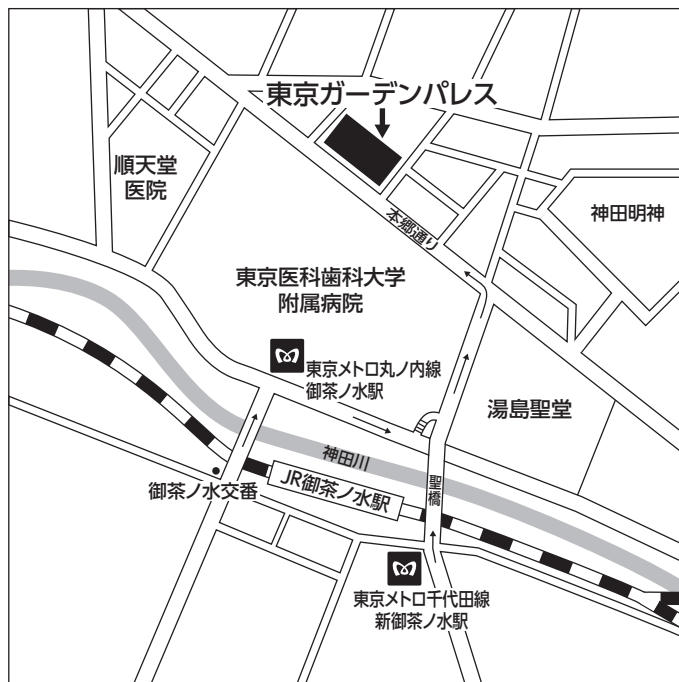 東京ガーデンパレス
順天堂
医院
神田明神
本郷通り
東京医科歯科大学
附属病院
東京メトロ丸ノ内線
御茶ノ水駅
湯島聖堂
神田川
聖橋
御茶ノ水交番
JR御茶ノ水駅
東京メトロ千代田線
新御茶ノ水駅